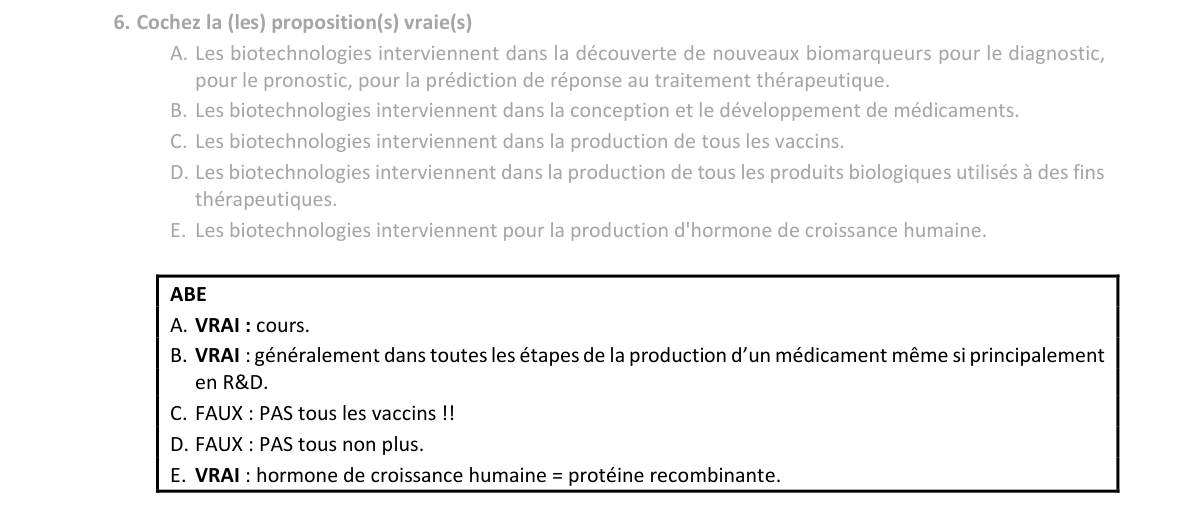 6. Cochez la (les) proposition(s) vraie(s)
A. Les biotechnologies interviennent dans la découverte de nouveaux biomarqueurs pour le diagnostic,
pour le pronostic, pour la prédiction de réponse au traitement thérapeutique.
B. Les biotechnologies interviennent dans la conception et le développement de médicaments.
C. Les biotechnologies interviennent dans la production de tous les vaccins.
D. Les biotechnologies interviennent dans la production de tous les produits biologiques utilisés à des fins
thérapeutiques.
E. Les biotechnologies interviennent pour la production d'hormone de croissance humaine.
ABE
A. VRAI : cours.
B. VRAI : généralement dans toutes les étapes de la production d’un médicament même si principalement
en R&D.
C. FAUX : PAS tous les vaccins !!
D. FAUX : PAS tous non plus.
E. VRAI : hormone de croissance humaine = protéine recombinante.